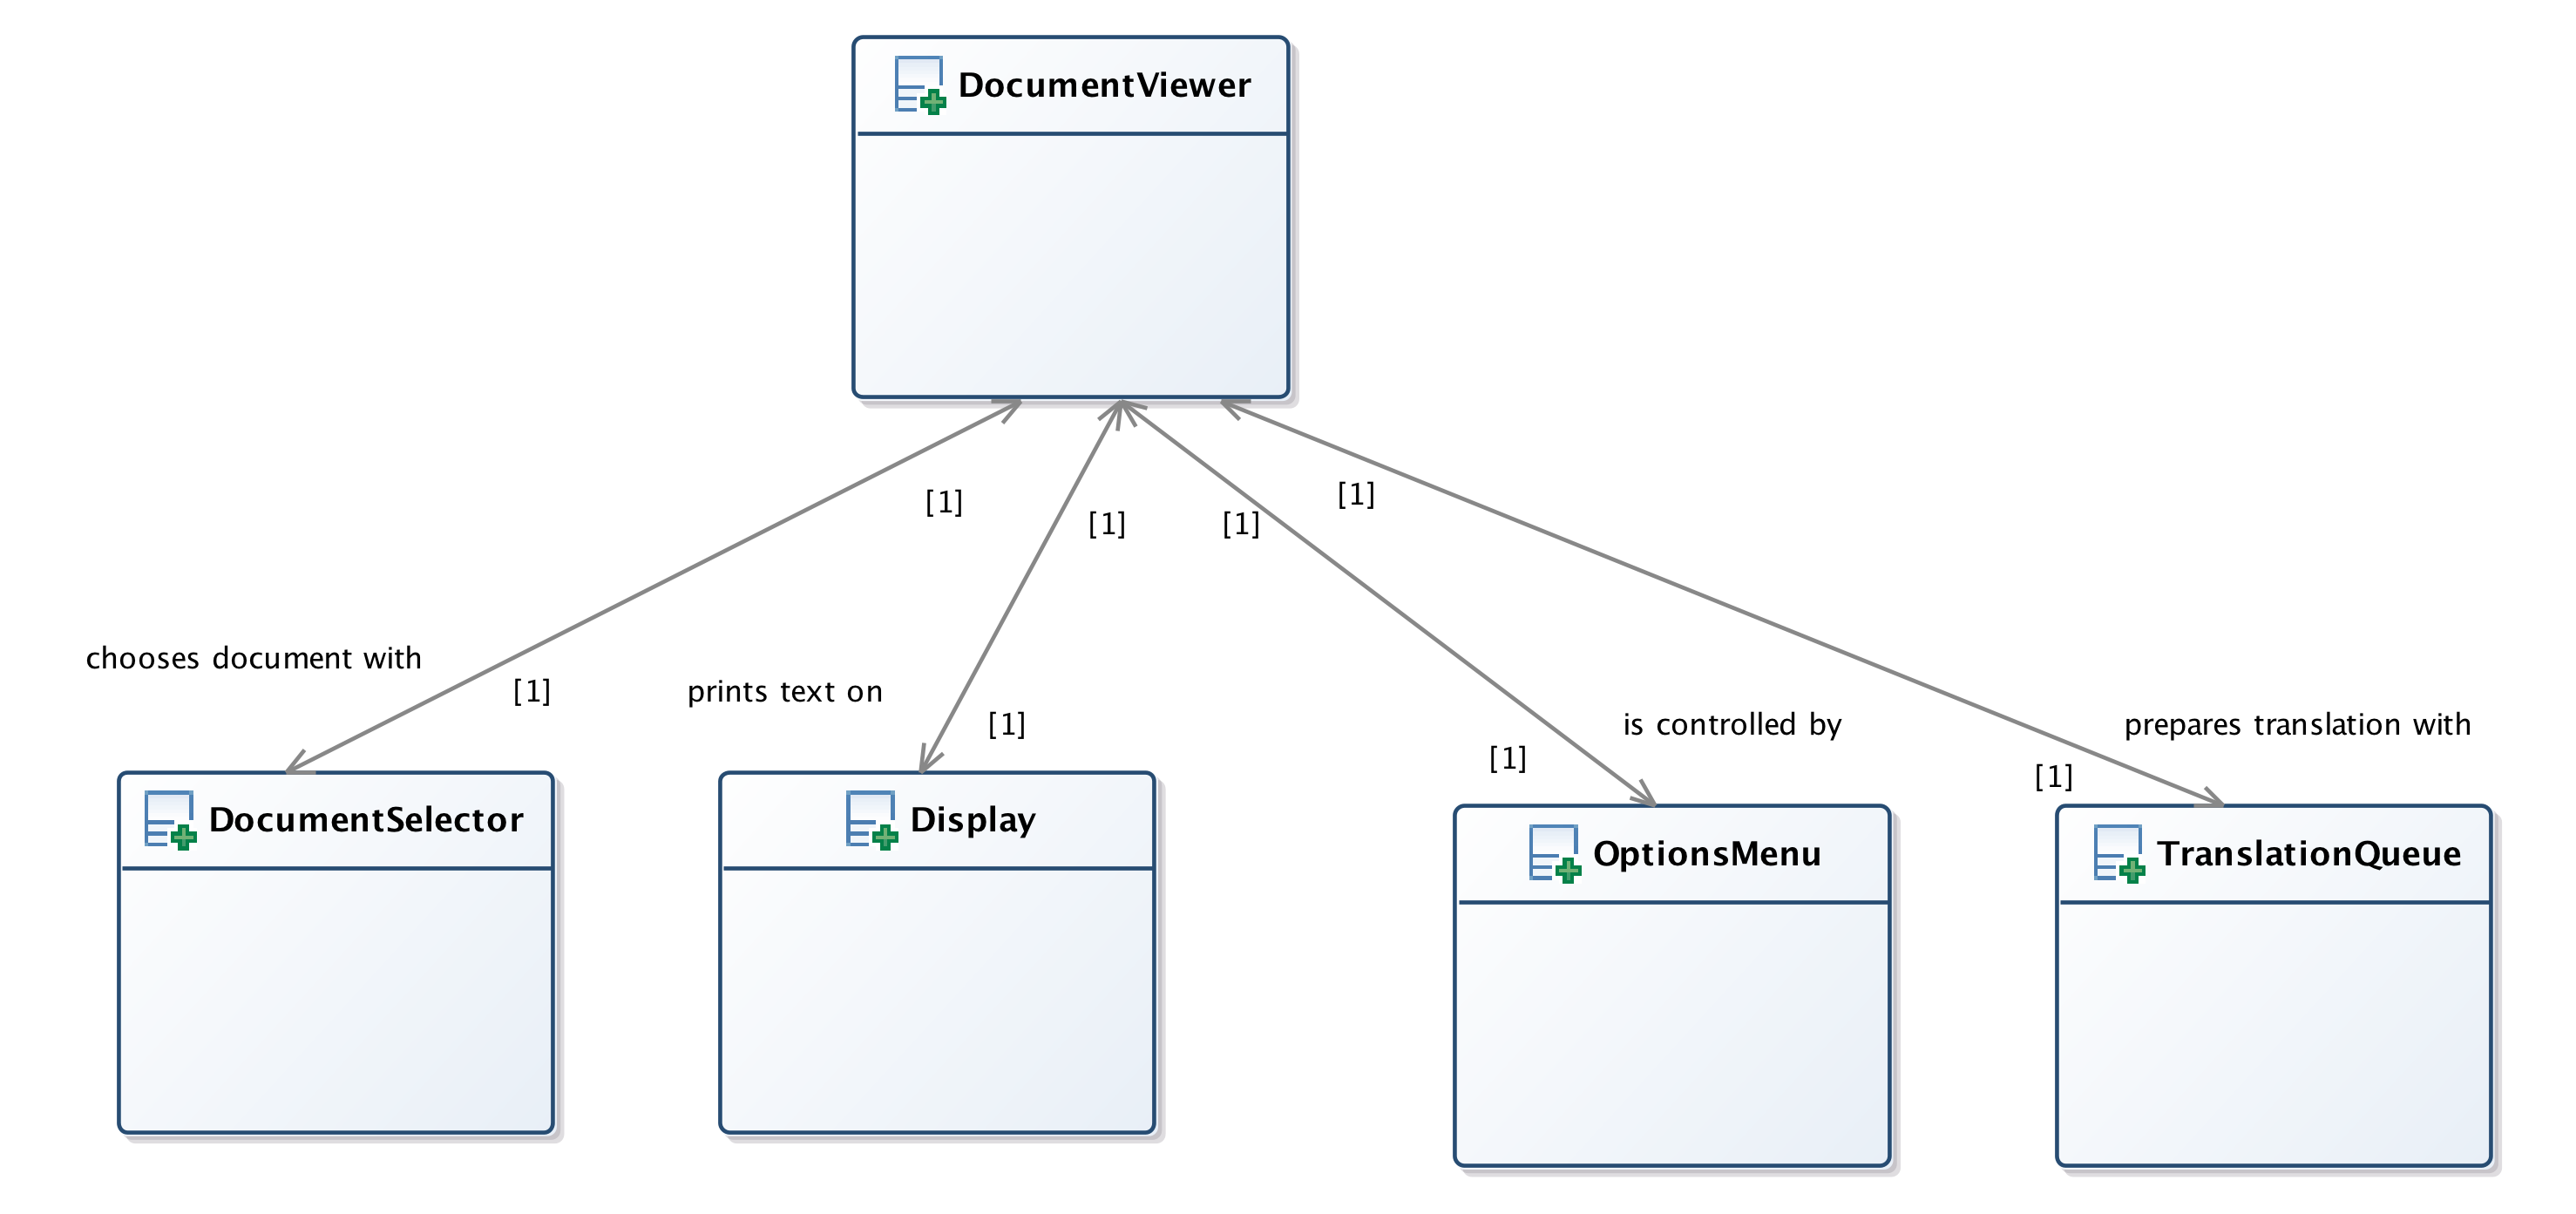 DocumentViewer
[1]
[1]
[1]
[1]
chooses document with
[1]
prints text on
[1]
is controlled by
[1]
prepares translation with
[1]
DocumentSelector
Display
OptionsMenu
TranslationQueue